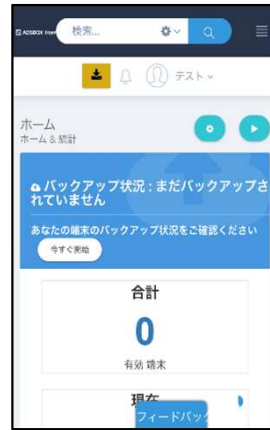 検索...
テスト
ホーム
ホーム & 統計
バックアップ状況 : まだバックアップさ
れていません
あなたの端末のバックアップ状況をご確認ください
今すぐ開始
合計
0
有効 端末
現在
フィードバック